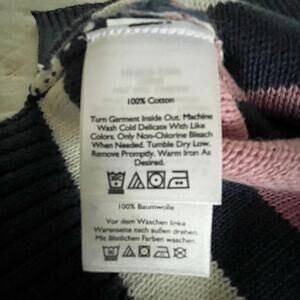 100% Cotton
Turn Garment Inside Out. Machine
Wash Cold Delicate With Like
Colors. Only Non-Chlorine Bleach
When Needed. Tumble Dry Low.
Remove Promptly. Warm Iron As
Desired.
100% Baumwolle
Vor dem Waschen linke
Warenseite nach außen drehen.
Mit ähnlichen Farben waschen.